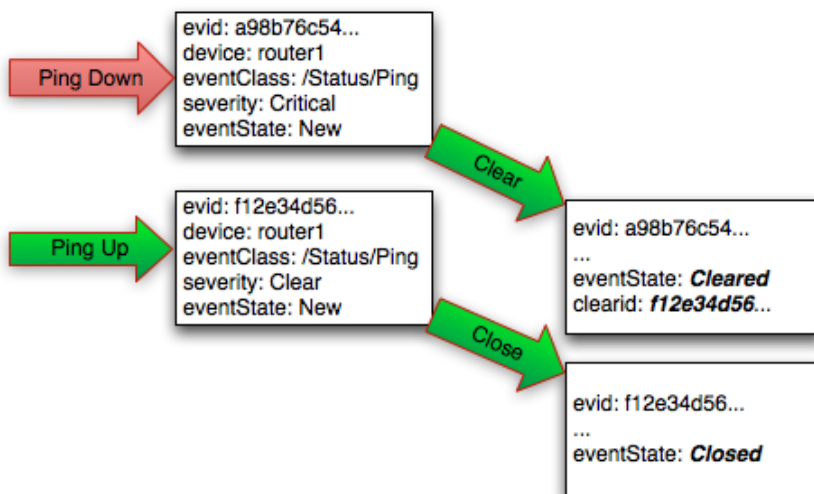 Ping Down
evid: a98b76c54...
device: router1
eventClass: /Status/Ping
severity: Critical
eventState: New
Clear
Ping Up
evid: f12e34d56...
device: router1
eventClass: /Status/Ping
severity: Clear
eventState: New
evid: a98b76c54...
...
eventState: Cleared
clearid: f12e34d56...
Close
evid: f12e34d56...
...
eventState: Closed